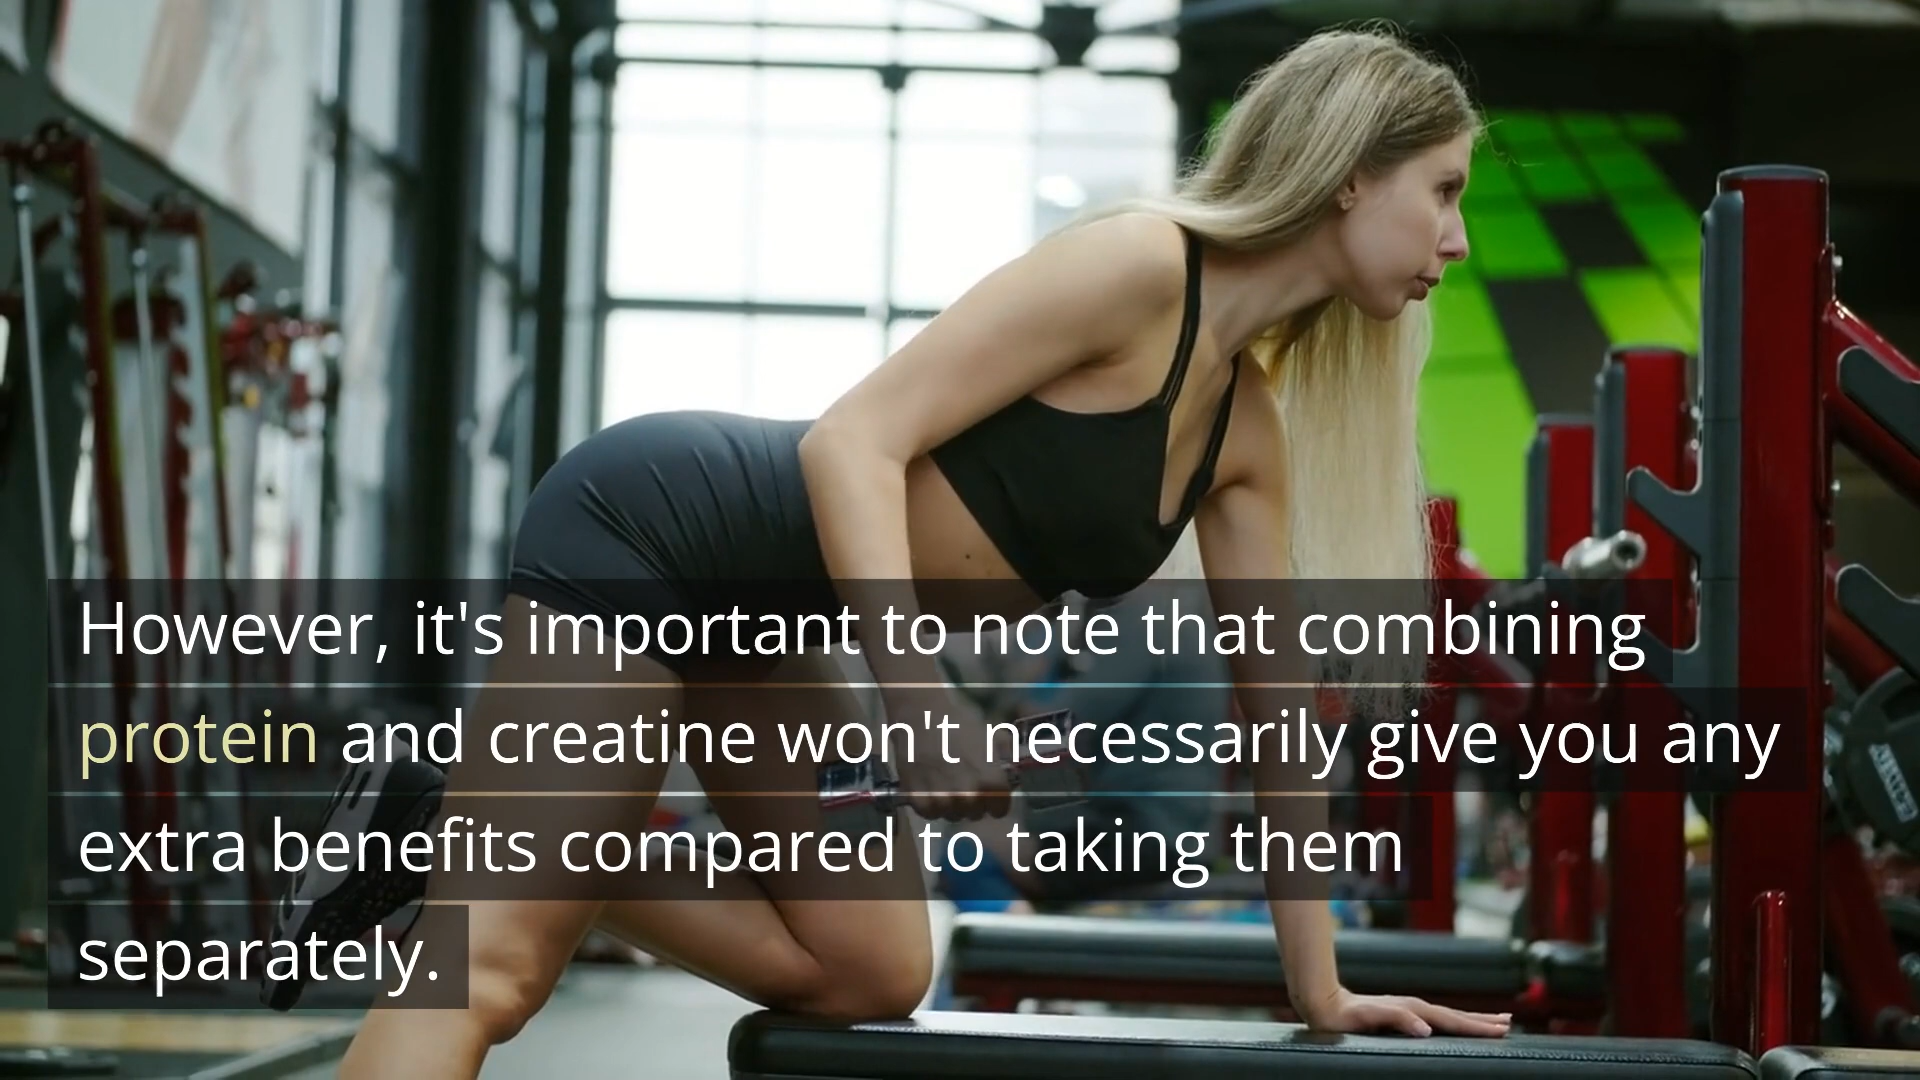 However, it's important to note that combining
protein and creatine won't necessarily give you any
extra benefits compared to taking them
separately.